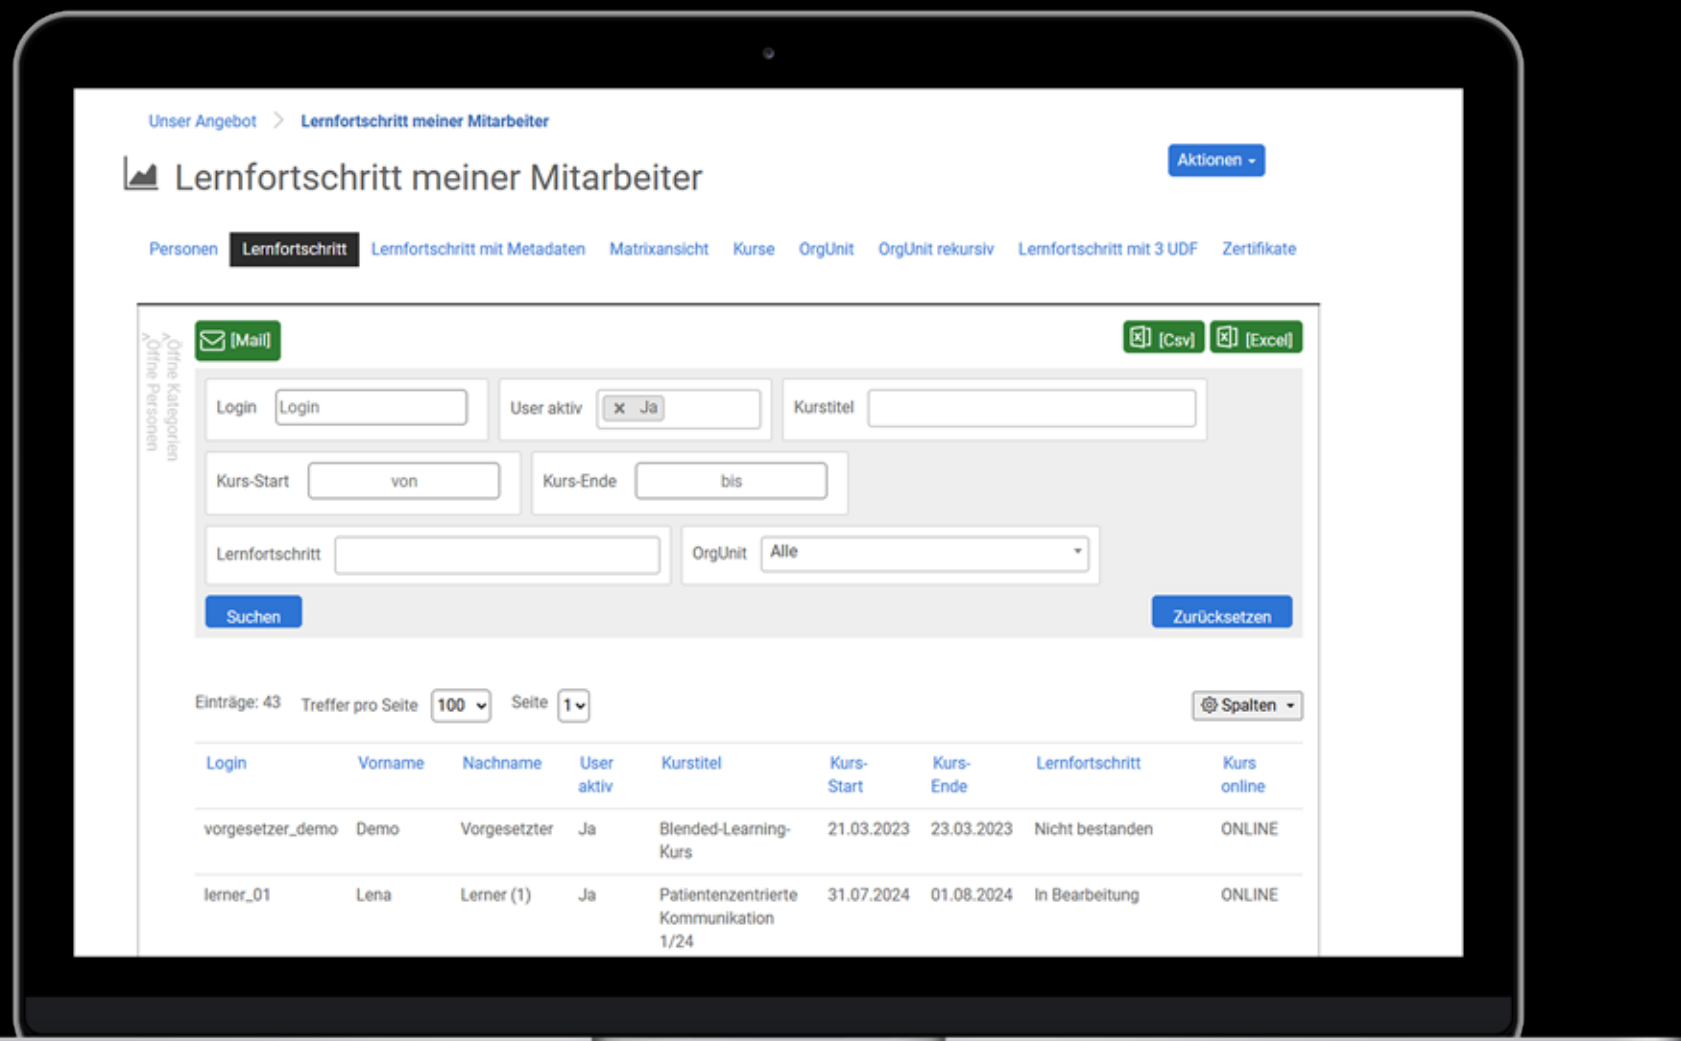 Unser Angebot > Lernfortschritt meiner Mitarbeiter
Aktionen
Lernfortschritt meiner Mitarbeiter
Personen Lernfortschritt Lernfortschritt mit Metadaten Matrixansicht Kurse OrgUnit OrgUnit rekursiv Lernfortschritt mit 3 UDF Zertifikate
Öffne Kategorien
Öffne Personen
[Mail] [Csv] [Excel]
Login Login User aktiv × Ja Kurstitel
Kurs-Start von Kurs-Ende bis
Lernfortschritt OrgUnit Alle
Suchen Zurücksetzen
Einträge: 43 Treffer pro Seite 100 Seite 1 Spalten
Login Vorname Nachname User Kurstitel Kurs- Kurs- Lernfortschritt Kurs
aktiv Start Ende online
vorgesetzer_demo Demo Vorgesetzter Ja Blended-Learning- 21.03.2023 23.03.2023 Nicht bestanden ONLINE
Kurs
lerner_01 Lena Lerner (1) Ja Patientenzentrierte 31.07.2024 01.08.2024 In Bearbeitung ONLINE
Kommunikation
1/24